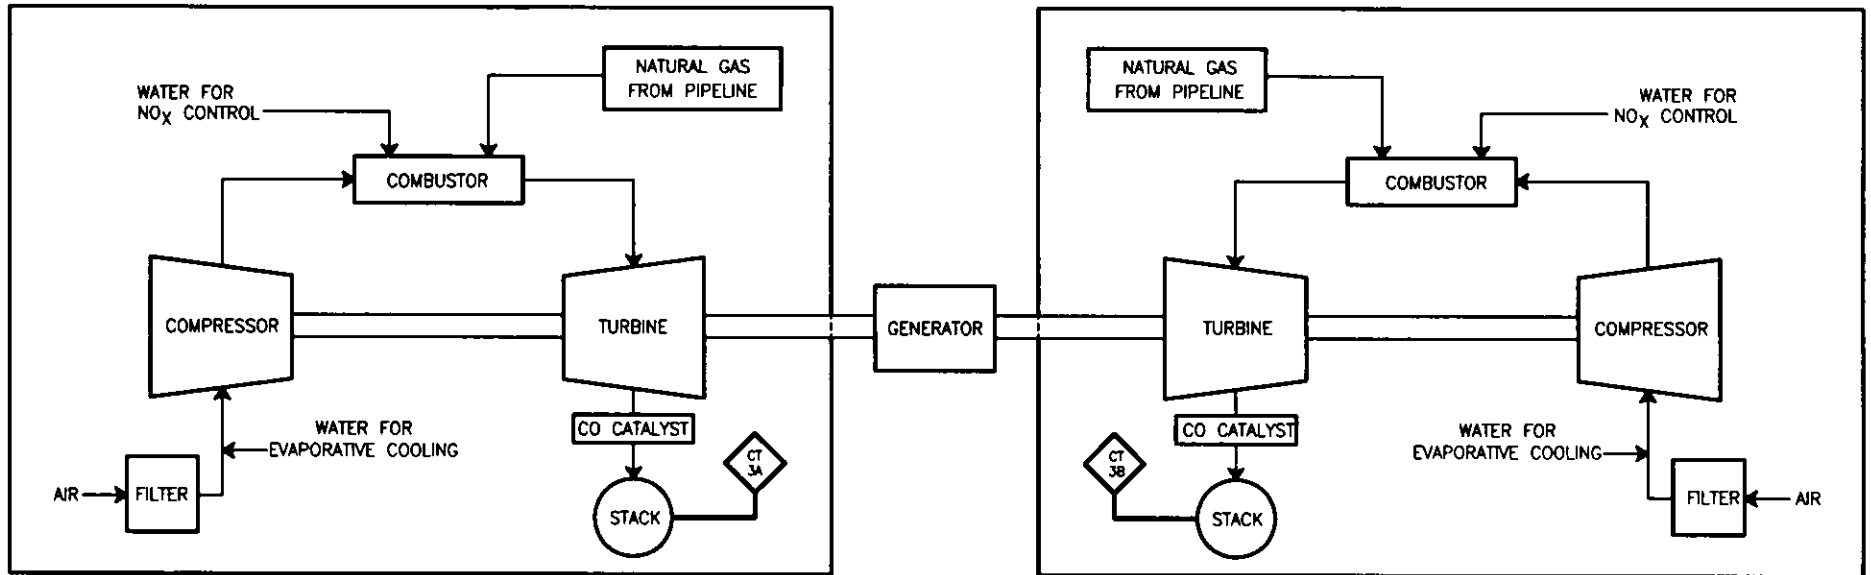 WATER FOR
NOX CONTROL
NATURAL GAS
FROM PIPELINE
COMBUSTOR
COMPRESSOR
TURBINE
WATER FOR
EVAPORATIVE COOLING
AIR
FILTER
CO CATALYST
CT
3A
STACK
GENERATOR
NATURAL GAS
FROM PIPELINE
WATER FOR
NOX CONTROL
COMBUSTOR
TURBINE
COMPRESSOR
CO CATALYST
CT
3B
STACK
WATER FOR
EVAPORATIVE COOLING
FILTER
AIR